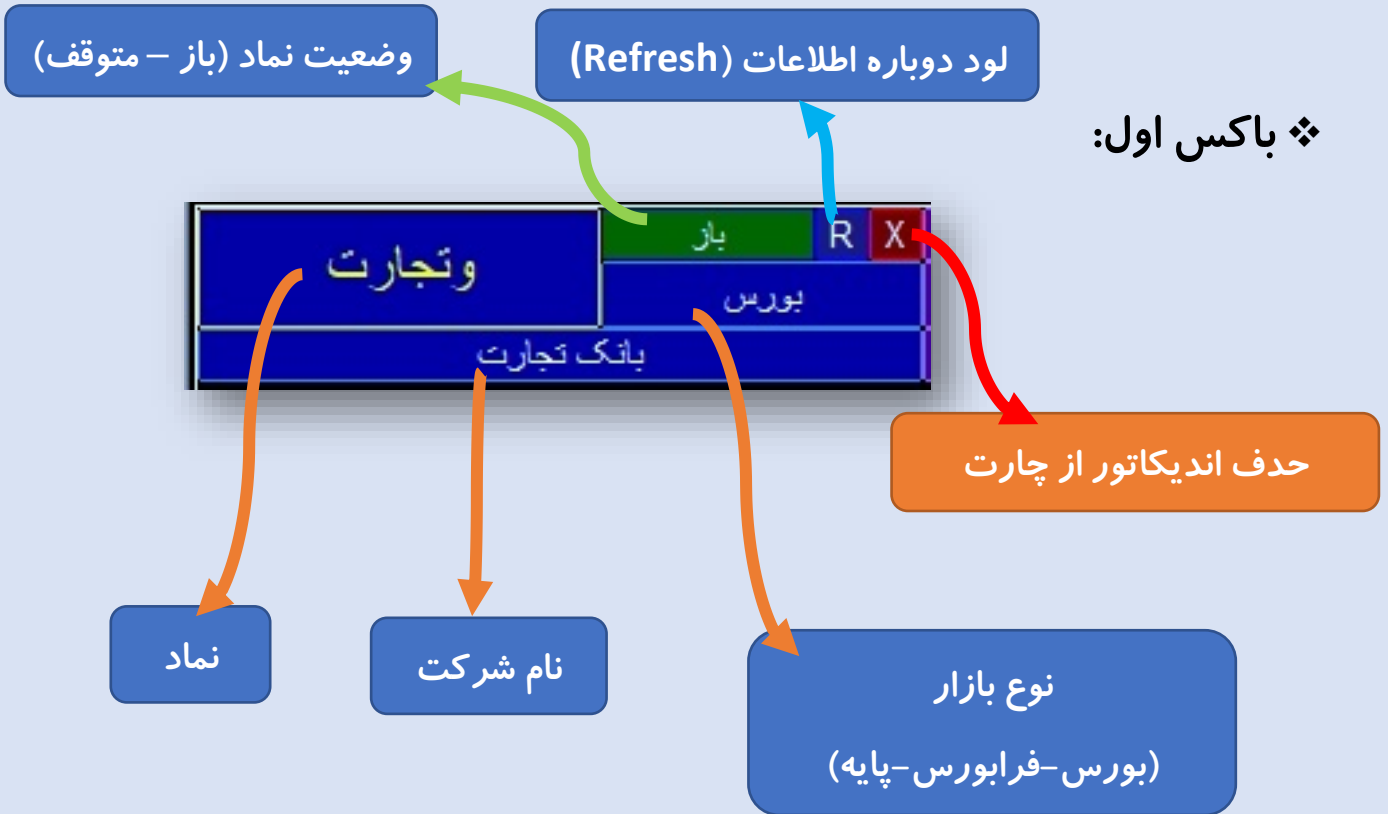 وضعیت نماد (باز – متوقف)
لود دوباره اطلاعات (Refresh)
❖ باکس اول:
X
R
باز
وتجارت
بورس
بانک تجارت
حدف اندیکاتور از چارت
نماد
نام شرکت
نوع بازار
(بورس-فرابورس-پایه)